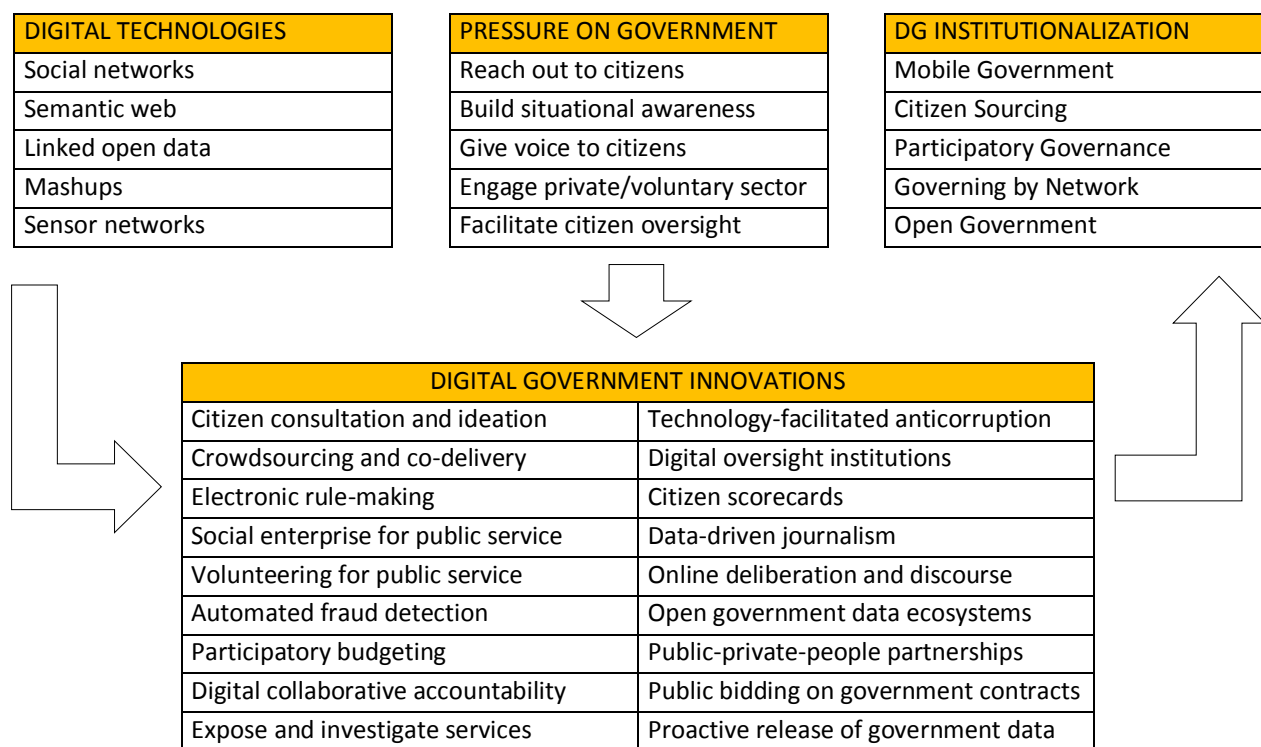 DIGITAL TECHNOLOGIES
Social networks
Semantic web
Linked open data
Mashups
Sensor networks
PRESSURE ON GOVERNMENT
Reach out to citizens
Build situational awareness
Give voice to citizens
Engage private/voluntary sector
Facilitate citizen oversight
DG INSTITUTIONALIZATION
Mobile Government
Citizen Sourcing
Participatory Governance
Governing by Network
Open Government
DIGITAL GOVERNMENT INNOVATIONS
Citizen consultation and ideation
Technology-facilitated anticorruption
Crowdsourcing and co-delivery
Digital oversight institutions
Electronic rule-making
Citizen scorecards
Social enterprise for public service
Data-driven journalism
Volunteering for public service
Online deliberation and discourse
Automated fraud detection
Open government data ecosystems
Participatory budgeting
Public-private-people partnerships
Digital collaborative accountability
Public bidding on government contracts
Expose and investigate services
Proactive release of government data